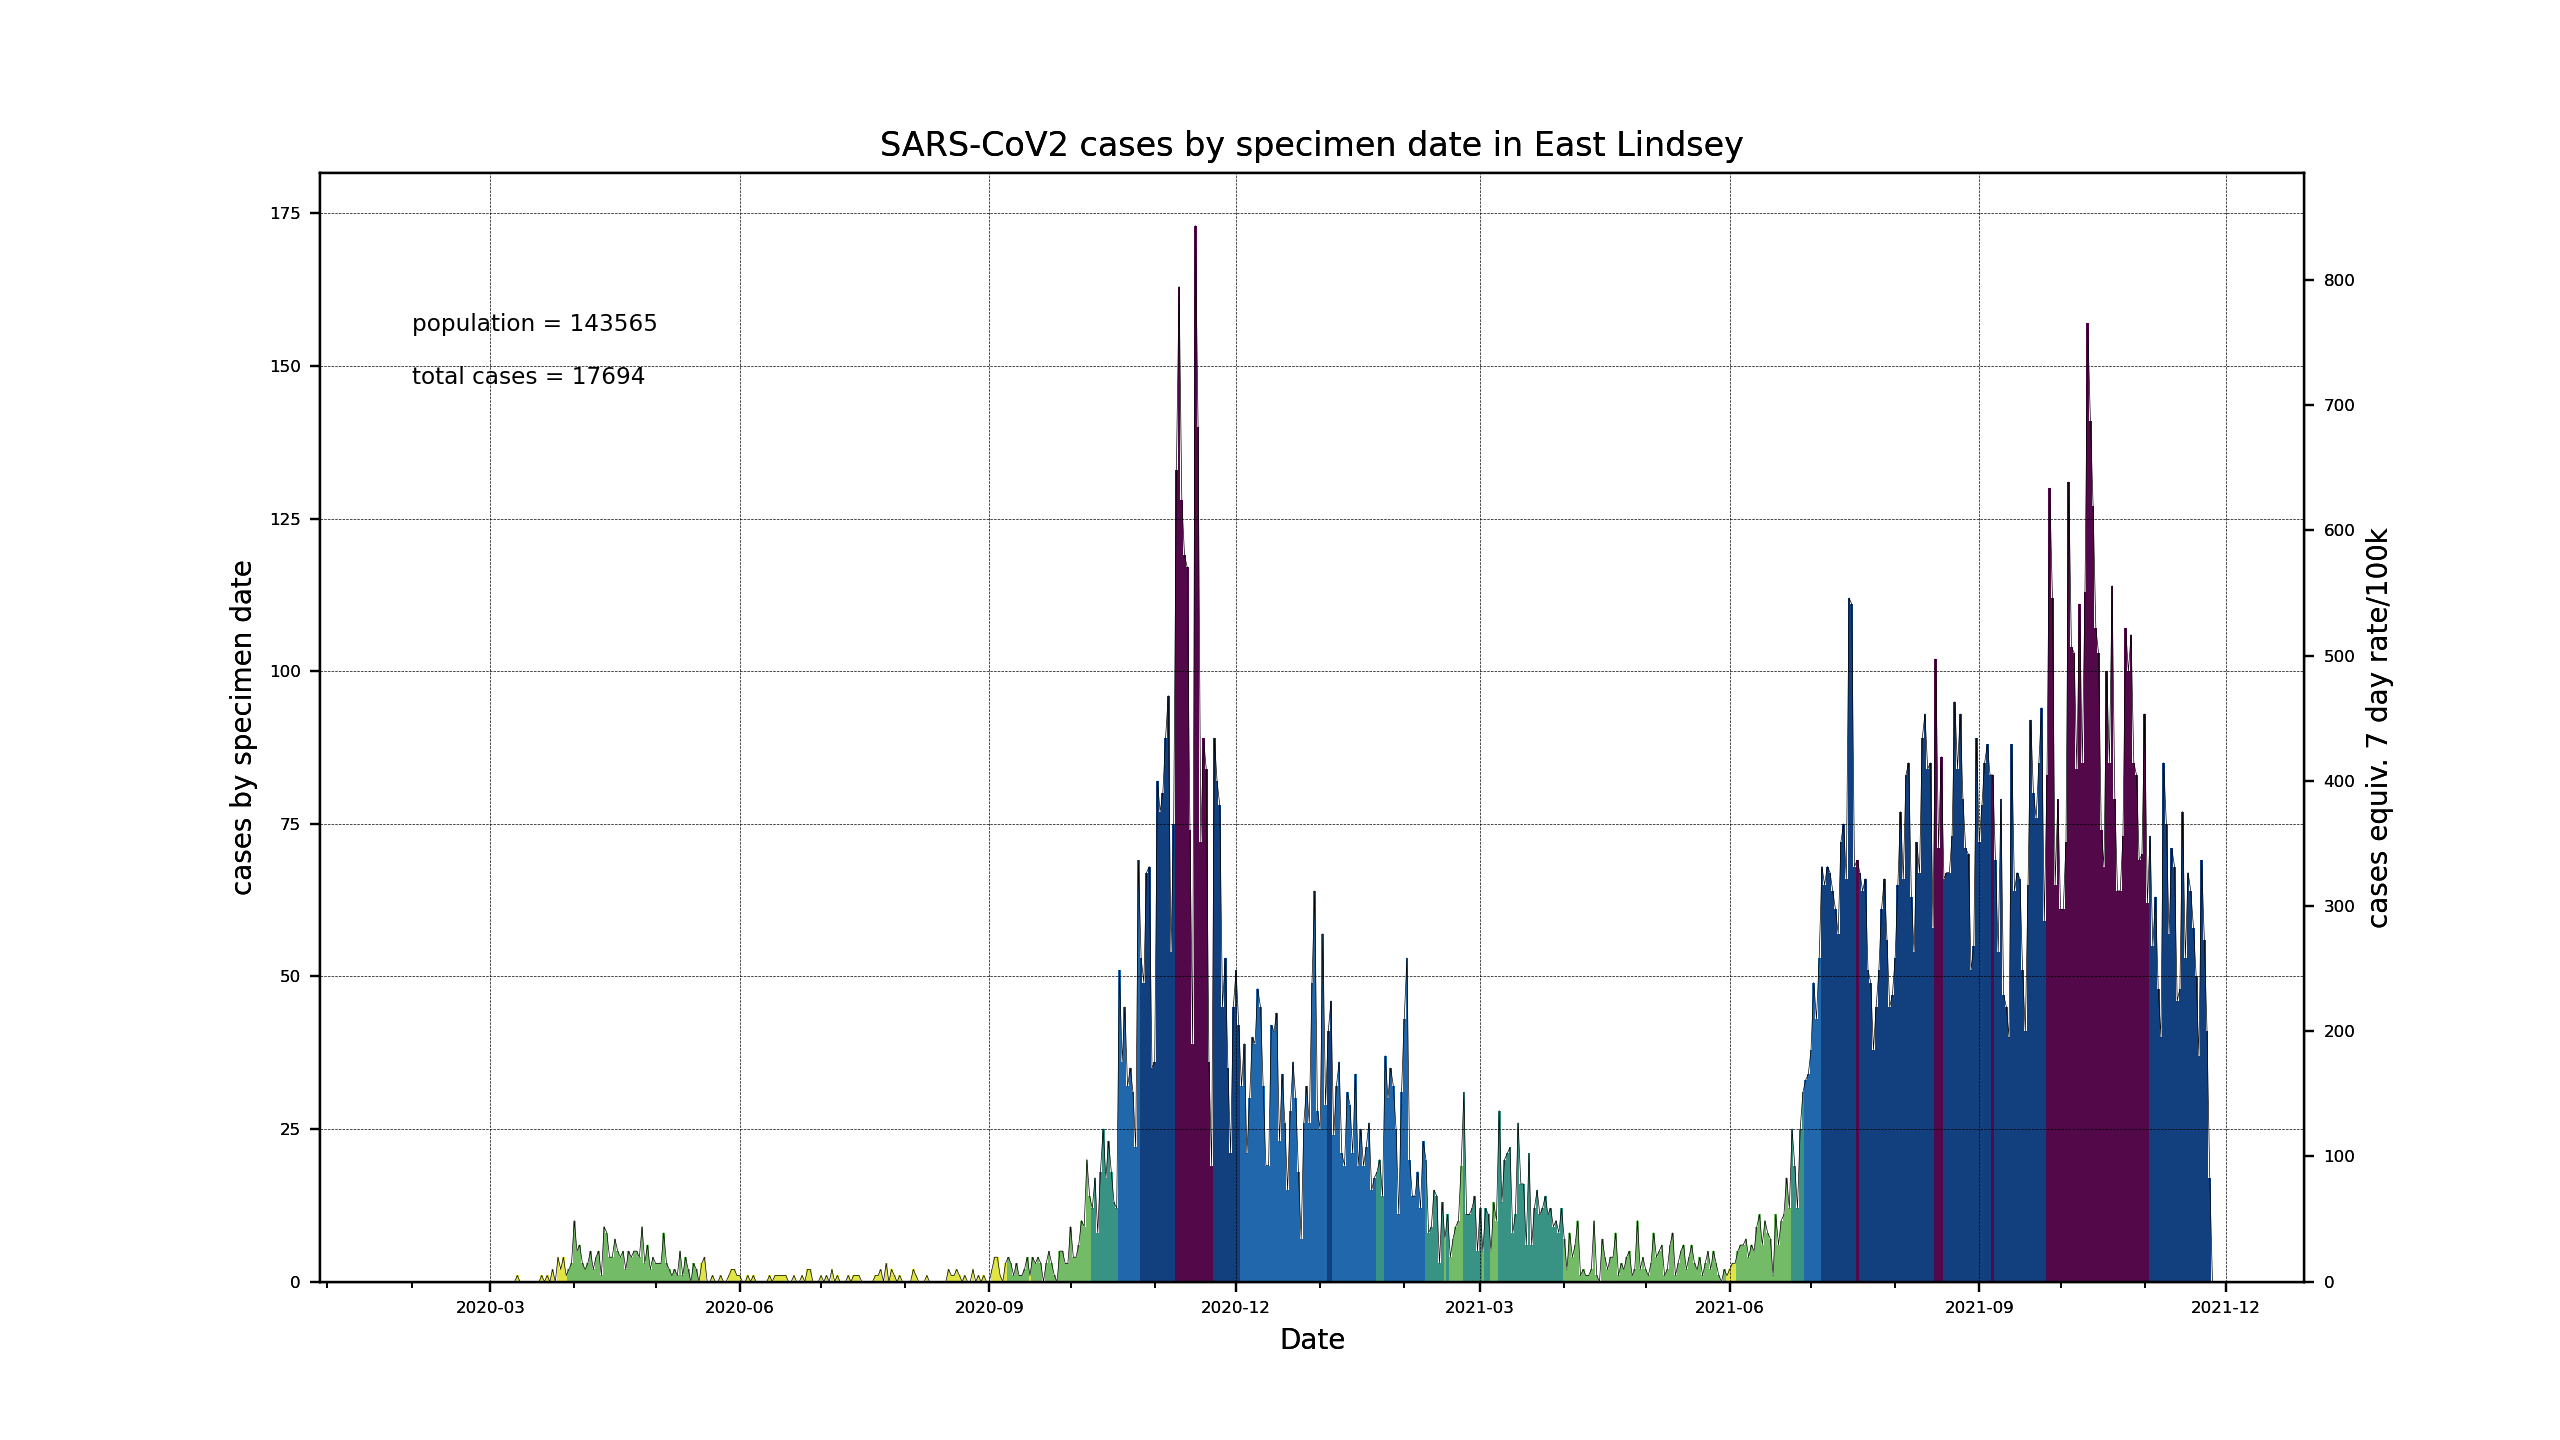 SARS-CoV2 cases by specimen date in East Lindsey
population = 143565
total cases = 17694
cases by specimen date
175
150
125
100
75
50
25
0
800
700
600
500
400
300
200
100
0
cases equiv. 7 day rate/100k
2020-03 2020-06 2020-09 2020-12 2021-03 2021-06 2021-09 2021-12
Date